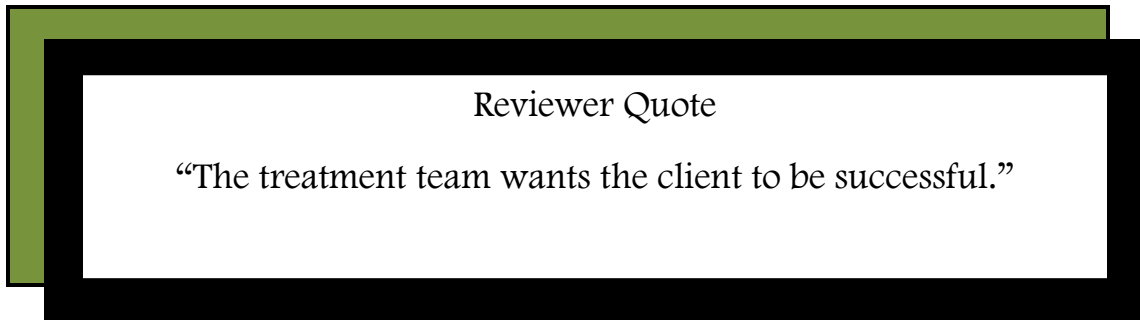 Reviewer Quote
“The treatment team wants the client to be successful.”